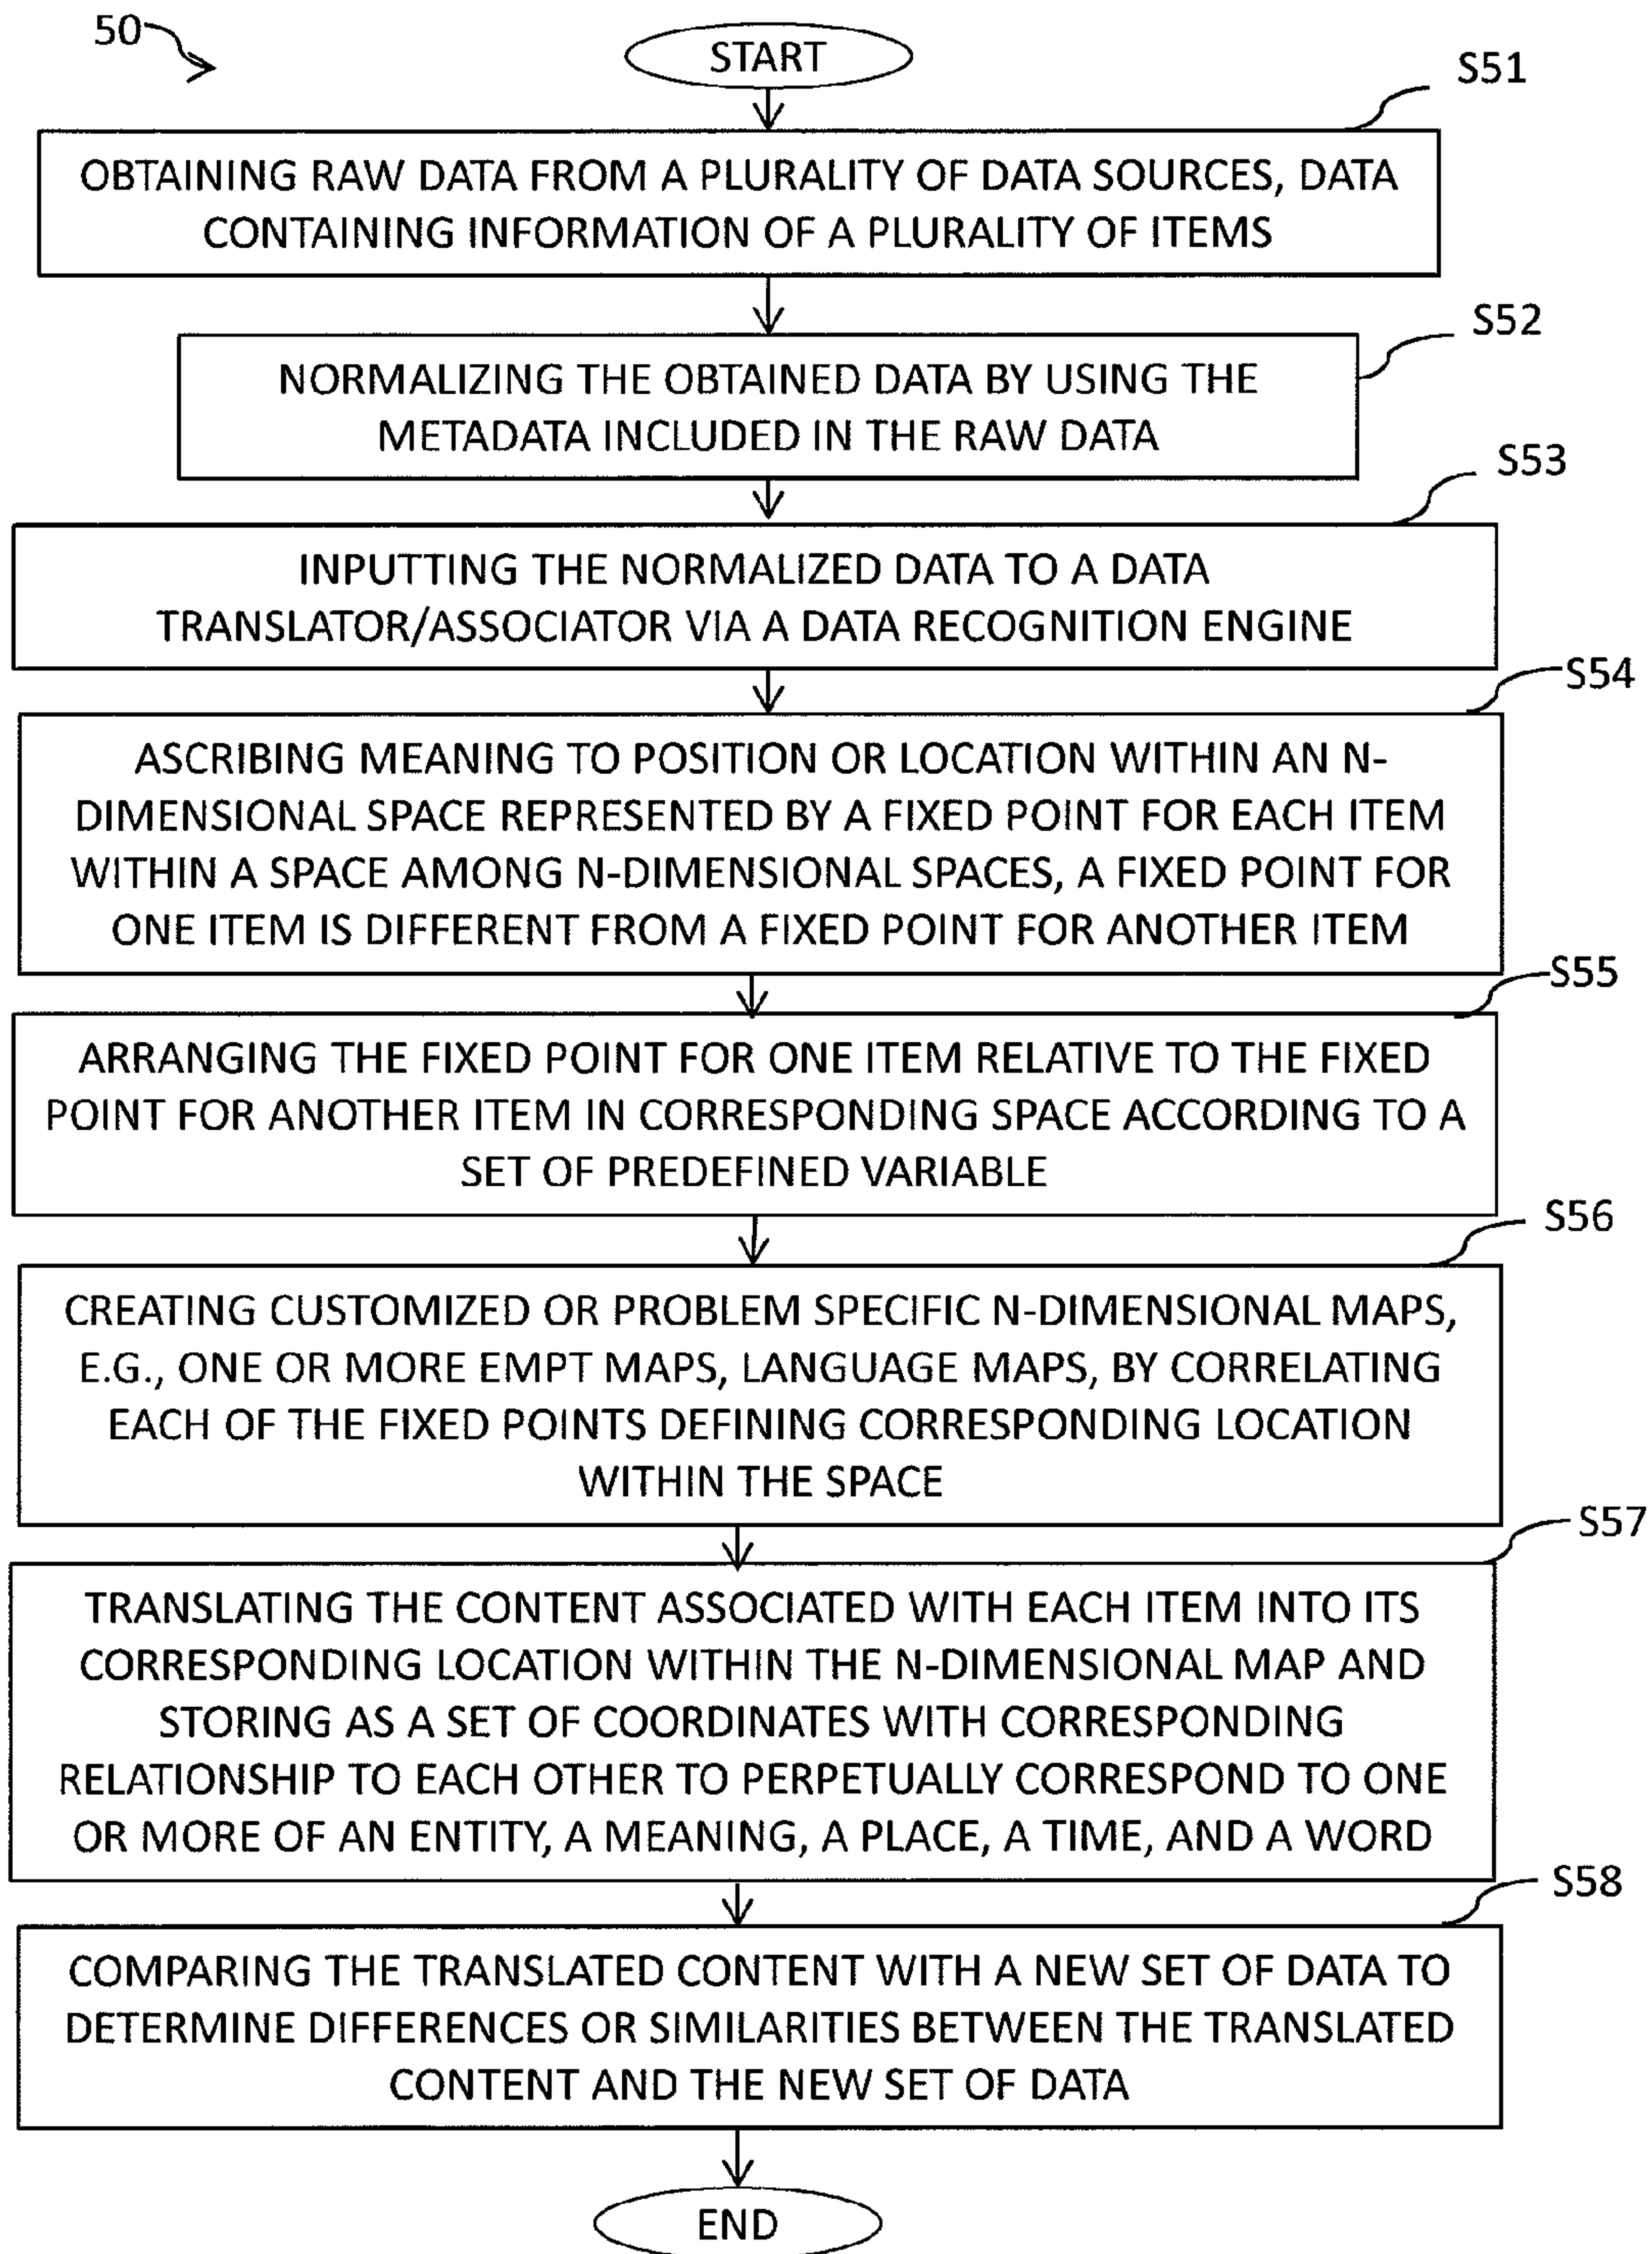 50
START
S51
OBTAINING RAW DATA FROM A PLURALITY OF DATA SOURCES, DATA
CONTAINING INFORMATION OF A PLURALITY OF ITEMS
S52
NORMALIZING THE OBTAINED DATA BY USING THE
METADATA INCLUDED IN THE RAW DATA
S53
INPUTTING THE NORMALIZED DATA TO A DATA
TRANSLATOR/ASSOCIATOR VIA A DATA RECOGNITION ENGINE
S54
ASCRIBING MEANING TO POSITION OR LOCATION WITHIN AN N-
DIMENSIONAL SPACE REPRESENTED BY A FIXED POINT FOR EACH ITEM
WITHIN A SPACE AMONG N-DIMENSIONAL SPACES, A FIXED POINT FOR
ONE ITEM IS DIFFERENT FROM A FIXED POINT FOR ANOTHER ITEM
S55
ARRANGING THE FIXED POINT FOR ONE ITEM RELATIVE TO THE FIXED
POINT FOR ANOTHER ITEM IN CORRESPONDING SPACE ACCORDING TO A
SET OF PREDEFINED VARIABLE
S56
CREATING CUSTOMIZED OR PROBLEM SPECIFIC N-DIMENSIONAL MAPS,
E.G., ONE OR MORE EMPT MAPS, LANGUAGE MAPS, BY CORRELATING
EACH OF THE FIXED POINTS DEFINING CORRESPONDING LOCATION
WITHIN THE SPACE
S57
TRANSLATING THE CONTENT ASSOCIATED WITH EACH ITEM INTO ITS
CORRESPONDING LOCATION WITHIN THE N-DIMENSIONAL MAP AND
STORING AS A SET OF COORDINATES WITH CORRESPONDING
RELATIONSHIP TO EACH OTHER TO PERPETUALLY CORRESPOND TO ONE
OR MORE OF AN ENTITY, A MEANING, A PLACE, A TIME, AND A WORD
S58
COMPARING THE TRANSLATED CONTENT WITH A NEW SET OF DATA TO
DETERMINE DIFFERENCES OR SIMILARITIES BETWEEN THE TRANSLATED
CONTENT AND THE NEW SET OF DATA
END